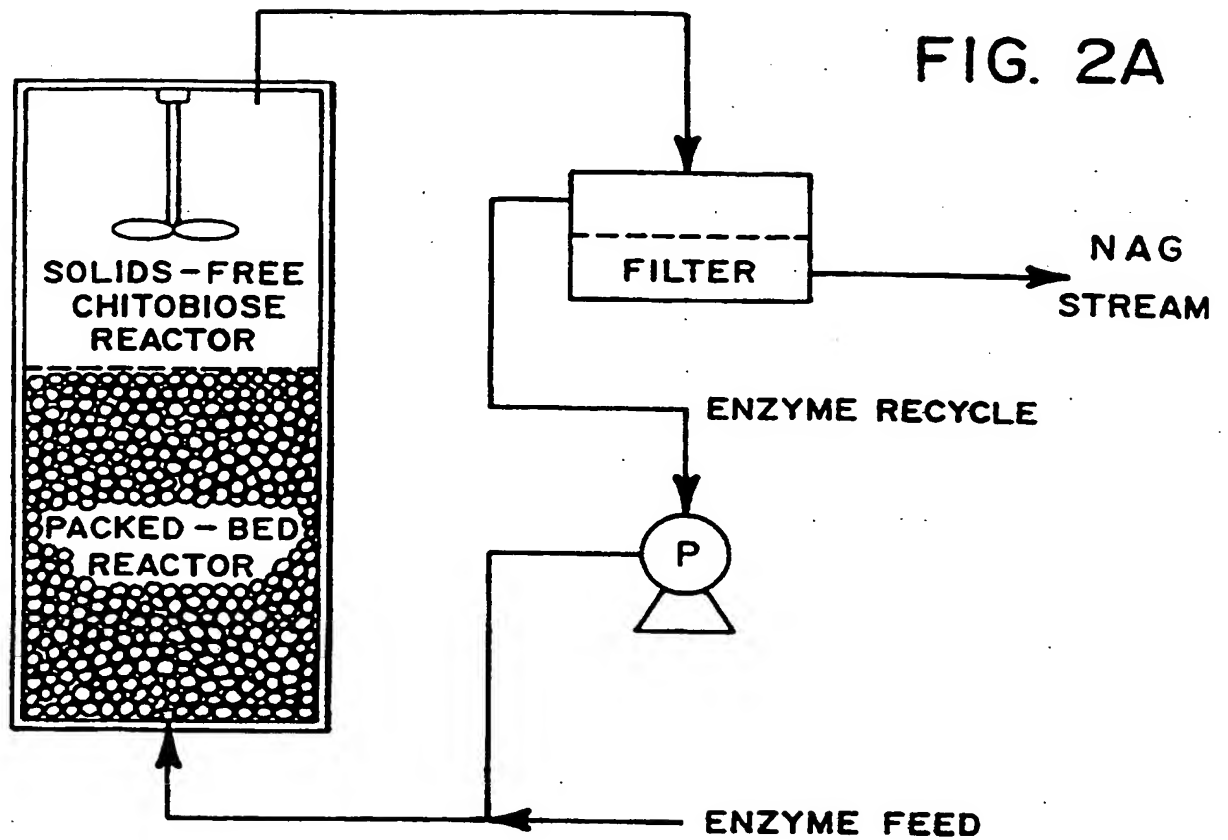 FIG. 2A
SOLIDS-FREE
CHITOBIOSE
REACTOR
FILTER
NAG
STREAM
ENZYME RECYCLE
PACKED-BED
REACTOR
P
ENZYME FEED